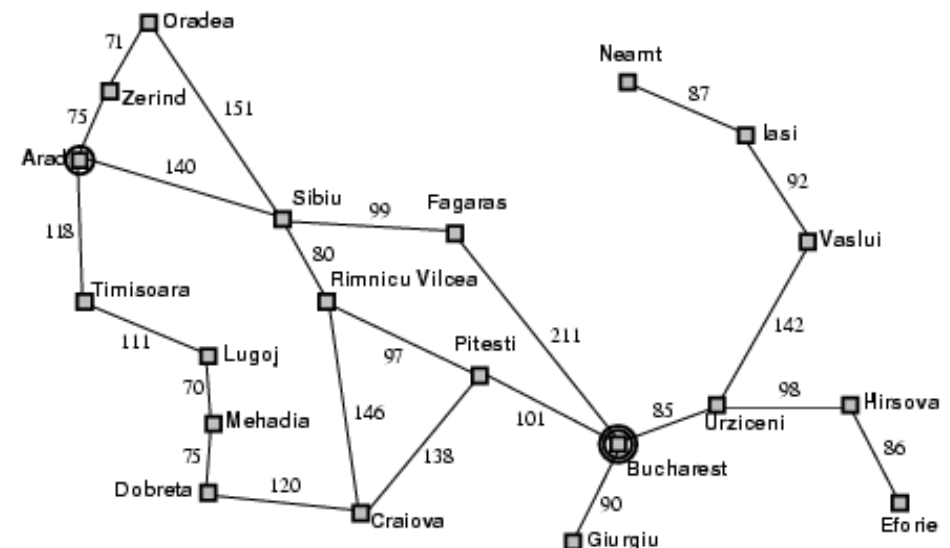 Oradea
71
Neamt
Zerind
87
75
151
Iasi
Arad
140
92
Sibiu
Fagaras
99
118
Vaslui
80
Timisoara
Rimnicu Vilcea
142
111
Pitesti
211
Lugoj
97
70
98
Hirsova
146
101
85
Urziceni
Mehadia
138
86
75
Bucharest
Dobreta
120
90
Craiova
Eforie
Giurgiu